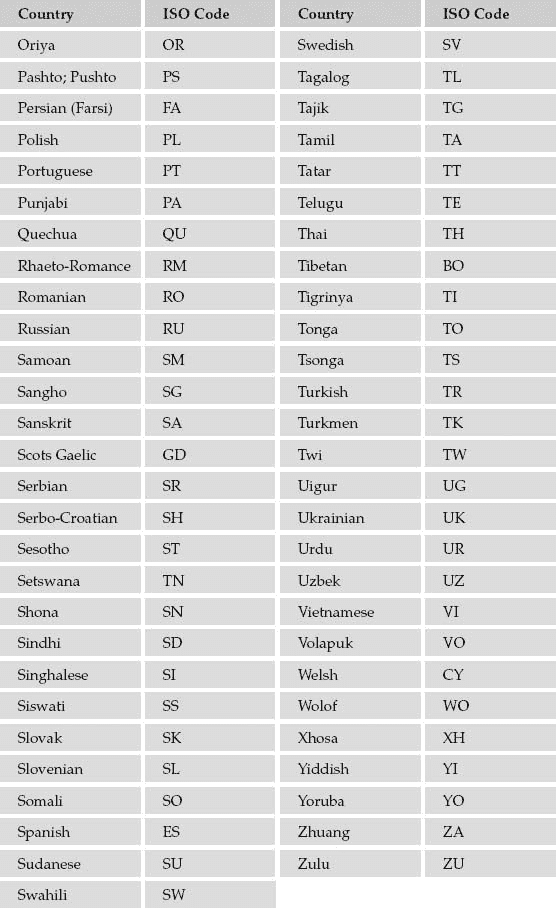 Country ISO Code Country ISO Code
Oriya OR Swedish SV
Pashto; Pushto PS Tagalog TL
Persian (Farsi) FA Tajik TG
Polish PL Tamil TA
Portuguese PT Tatar TT
Punjabi PA Telugu TE
Quechua QU Thai TH
Rhaeto-Romance RM Tibetan BO
Romanian RO Tigrinya TI
Russian RU Tonga TO
Samoan SM Tsonga TS
Sangho SG Turkish TR
Sanskrit SA Turkmen TK
Scots Gaelic GD Twi TW
Serbian SR Uigur UG
Serbo-Croatian SH Ukrainian UK
Sesotho ST Urdu UR
Setswana TN Uzbek UZ
Shona SN Vietnamese VI
Sindhi SD Volapuk VO
Singhalese SI Welsh CY
Siswati SS Wolof WO
Slovak SK Xhosa XH
Slovenian SL Yiddish YI
Somali SO Yoruba YO
Spanish ES Zhuang ZA
Sudanese SU Zulu ZU
Swahili SW